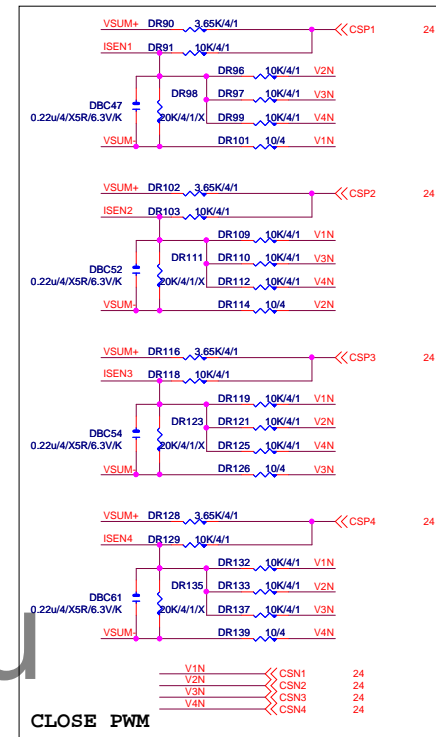 VSUM+ DR90 3.65K/4/1 CSP1 24
ISEN1 DR91 10K/4/1
DR96 10K/4/1 V2N
DBC47 DR98 DR97 10K/4/1 V3N
0.22u/4/X5R/6.3V/K 20K/4/1/X DR99 10K/4/1 V4N
VSUM- DR101 10/4 V1N
VSUM+ DR102 3.65K/4/1 CSP2 24
ISEN2 DR103 10K/4/1
DR109 10K/4/1 V1N
DBC52 DR111 DR110 10K/4/1 V3N
0.22u/4/X5R/6.3V/K 20K/4/1/X DR112 10K/4/1 V4N
VSUM- DR114 10/4 V2N
VSUM+ DR116 3.65K/4/1 CSP3 24
ISEN3 DR118 10K/4/1
DR119 10K/4/1 V1N
DBC54 DR123 DR121 10K/4/1 V2N
0.22u/4/X5R/6.3V/K 20K/4/1/X DR125 10K/4/1 V4N
VSUM- DR126 10/4 V3N
VSUM+ DR128 3.65K/4/1 CSP4 24
ISEN4 DR129 10K/4/1
DR132 10K/4/1 V1N
DBC61 DR135 DR133 10K/4/1 V2N
0.22u/4/X5R/6.3V/K 20K/4/1/X DR137 10K/4/1 V3N
VSUM- DR139 10/4 V4N
V1N CSN1 24
V2N CSN2 24
V3N CSN3 24
V4N CSN4 24
CLOSE PWM